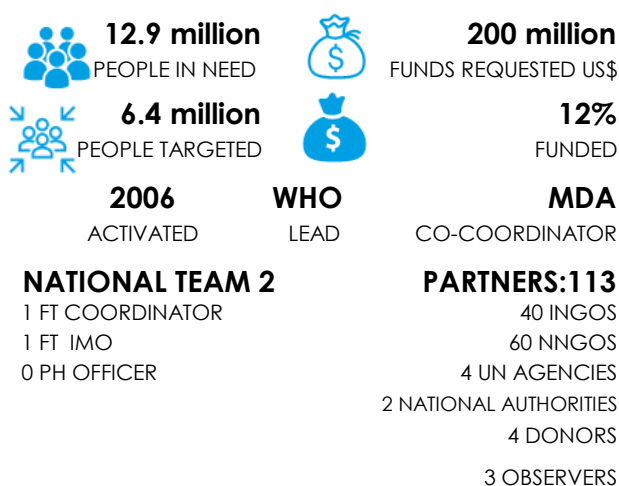 12.9 million
PEOPLE IN NEED
$
200 million
FUNDS REQUESTED US$
6.4 million
PEOPLE TARGETED
$
12%
FUNDED
2006
ACTIVATED
WHO
LEAD
MDA
CO-COORDINATOR
NATIONAL TEAM 2
1 FT COORDINATOR
1 FT IMO
0 PH OFFICER
PARTNERS:113
40 INGOS
60 NNGOS
4 UN AGENCIES
2 NATIONAL AUTHORITIES
4 DONORS
3 OBSERVERS